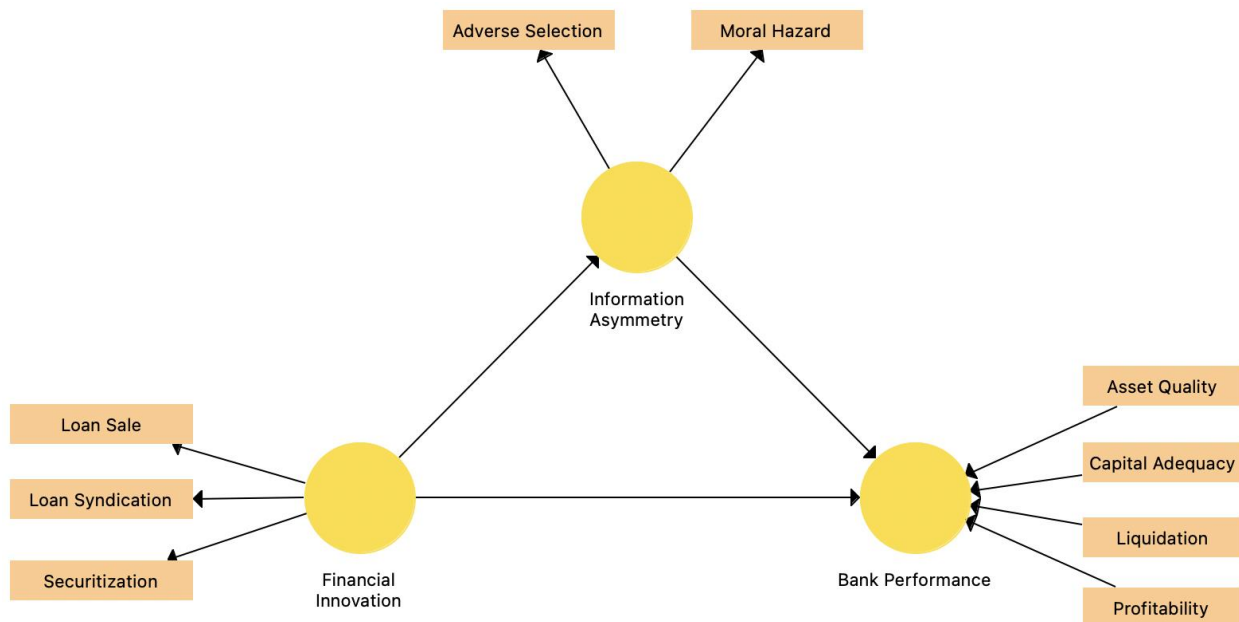 Adverse Selection
Moral Hazard
Information
Asymmetry
Asset Quality
Loan Sale
Capital Adequacy
Loan Syndication
Liquidation
Securitization
Financial
Innovation
Bank Performance
Profitability